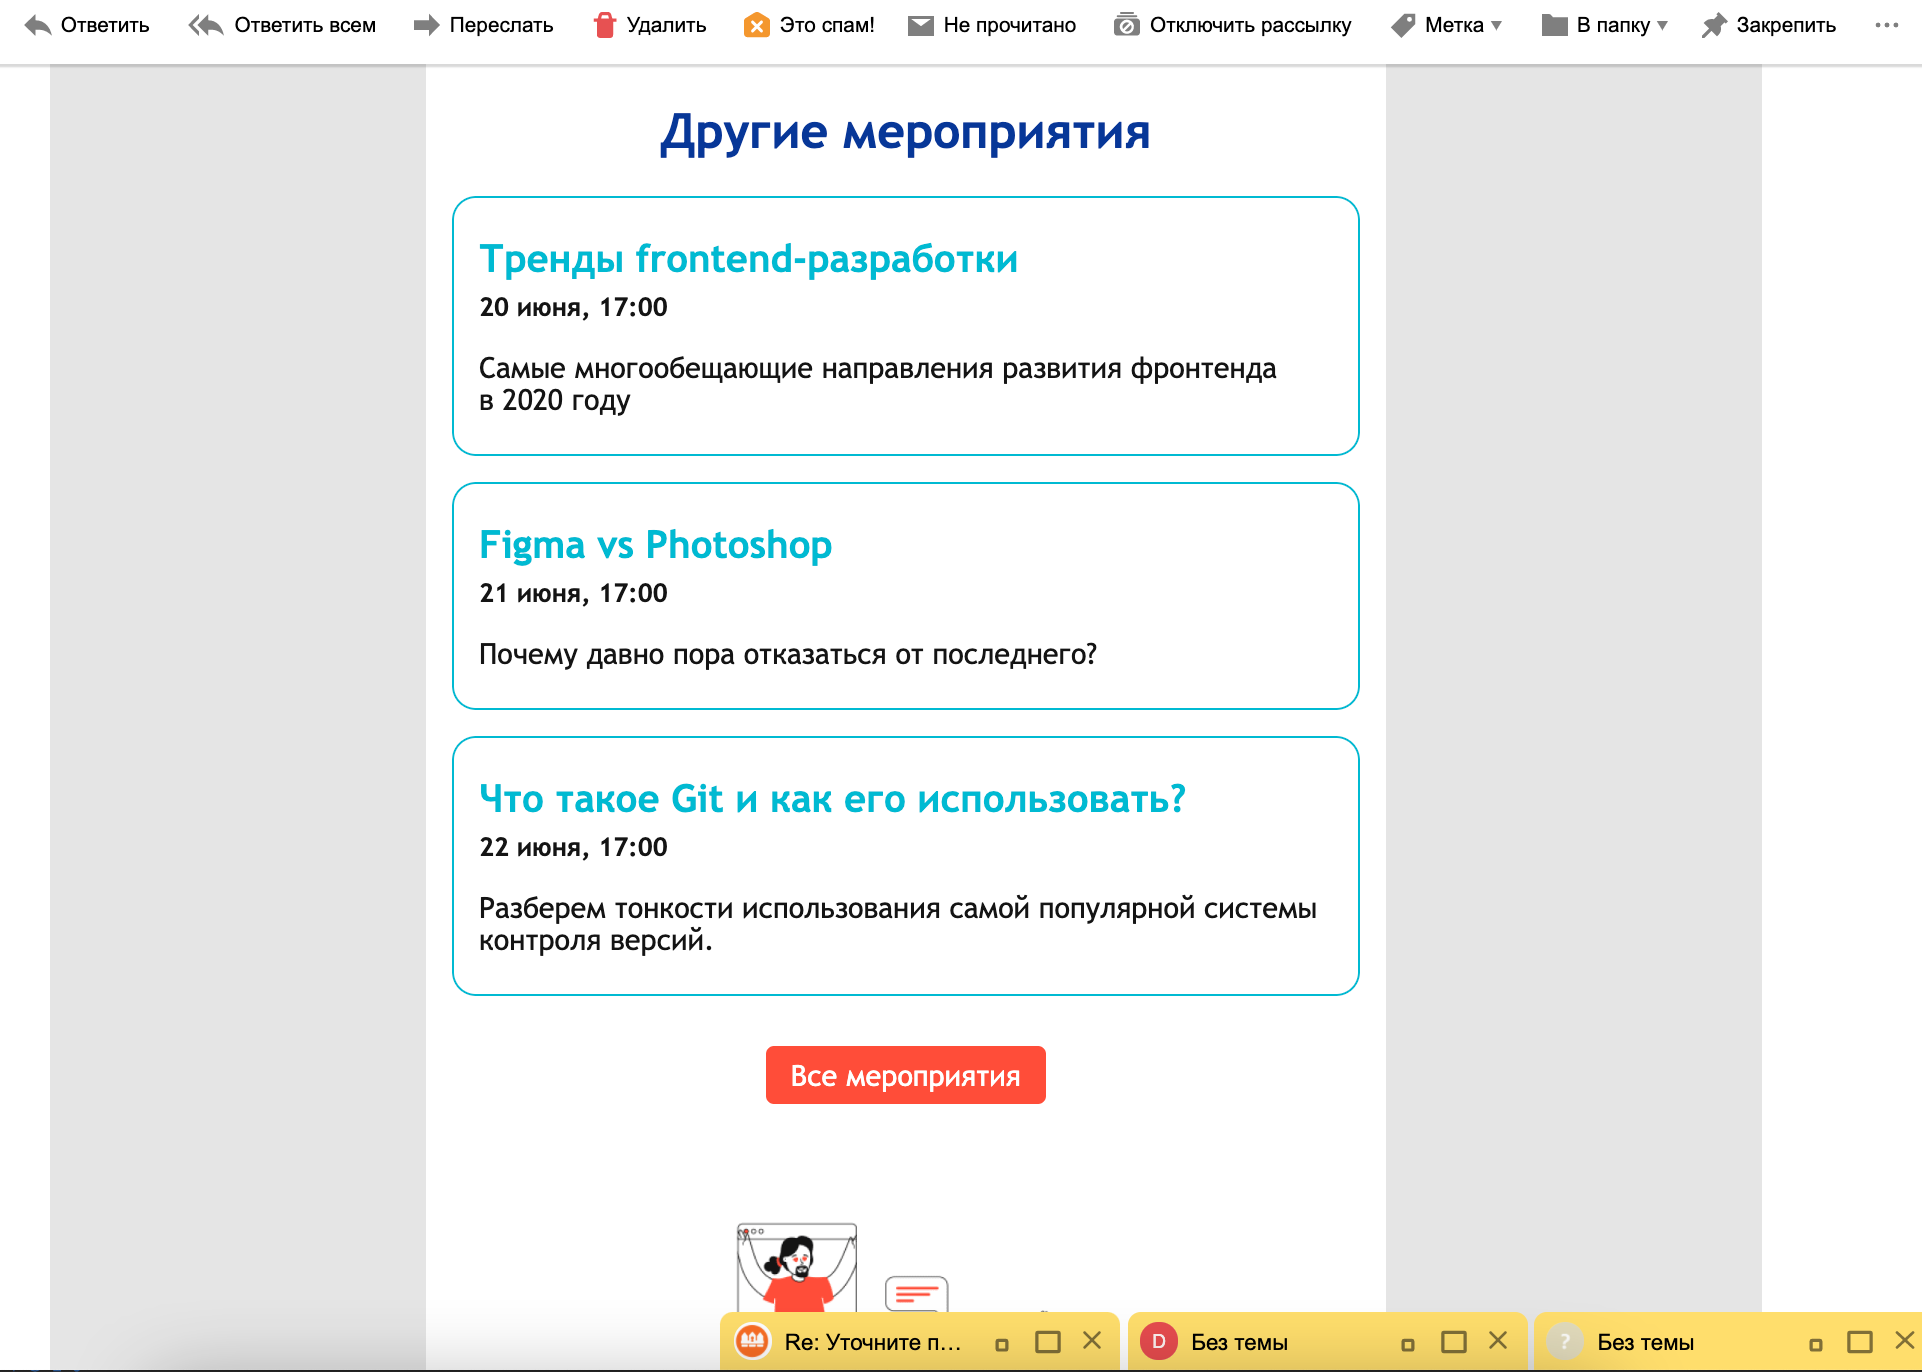 Ответить Ответить всем Переслать Удалить Это спам! Не прочитано Отключить рассылку Метка В папку Закрепить
Другие мероприятия
Тренды frontend-разработки
20 июня, 17:00
Самые многообещающие направления развития фронтенда
в 2020 году
Figma vs Photoshop
21 июня, 17:00
Почему давно пора отказаться от последнего?
Что такое Git и как его использовать?
22 июня, 17:00
Разберем тонкости использования самой популярной системы
контроля версий.
Все мероприятия
Re: Уточните п... D Без темы ? Без темы